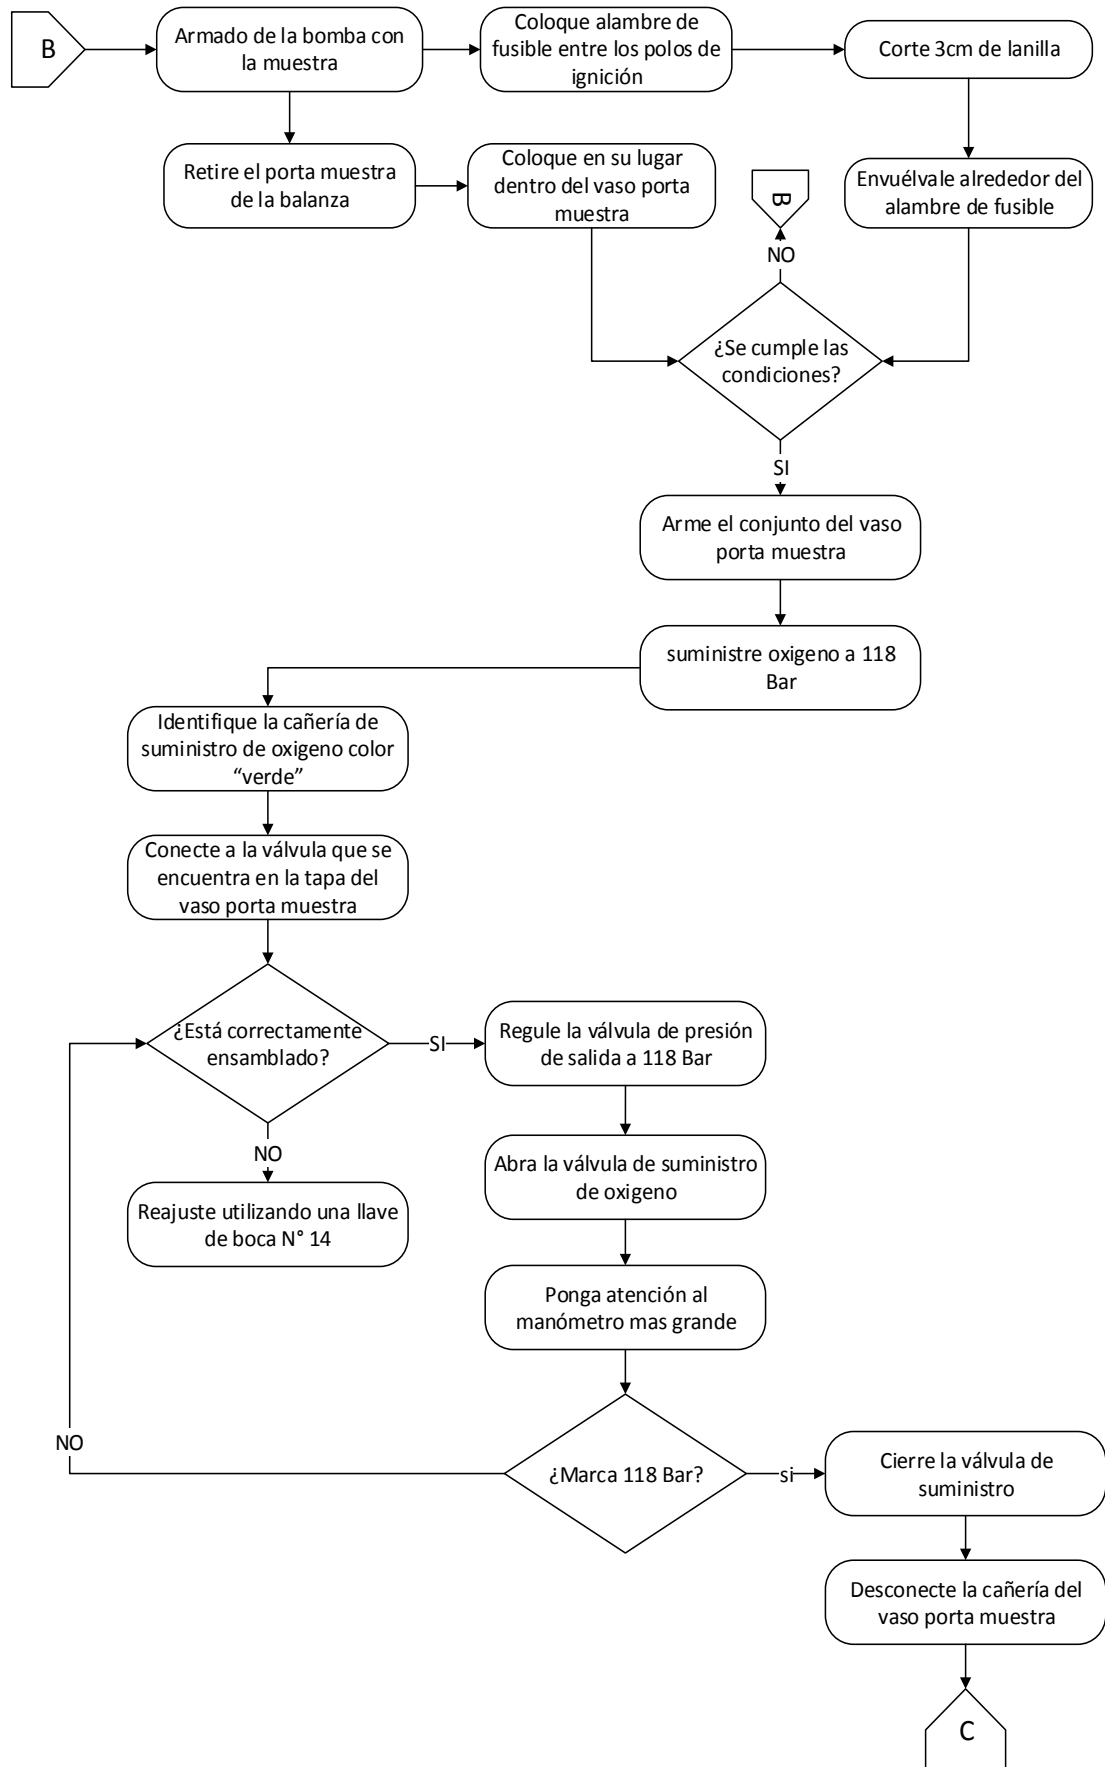 B
Armado de la bomba con
la muestra
Coloque alambre de
fusible entre los polos de
ignición
Corte 3cm de lanilla
Retire el porta muestra
de la balanza
Coloque en su lugar
dentro del vaso porta
muestra
B
Envuélvale alrededor del
alambre de fusible
NO
¿Se cumple las
condiciones?
SI
Arme el conjunto del vaso
porta muestra
suministre oxigeno a 118
Bar
Identifique la cañería de
suministro de oxigeno color
“verde”
Conecte a la válvula que se
encuentra en la tapa del
vaso porta muestra
¿Está correctamente
ensamblado?
SI
Regule la válvula de presión
de salida a 118 Bar
NO
Reajuste utilizando una llave
de boca N° 14
Abra la válvula de suministro
de oxigeno
Ponga atención al
manómetro mas grande
NO
¿Marca 118 Bar?
si
Cierre la válvula de
suministro
Desconecte la cañería del
vaso porta muestra
C